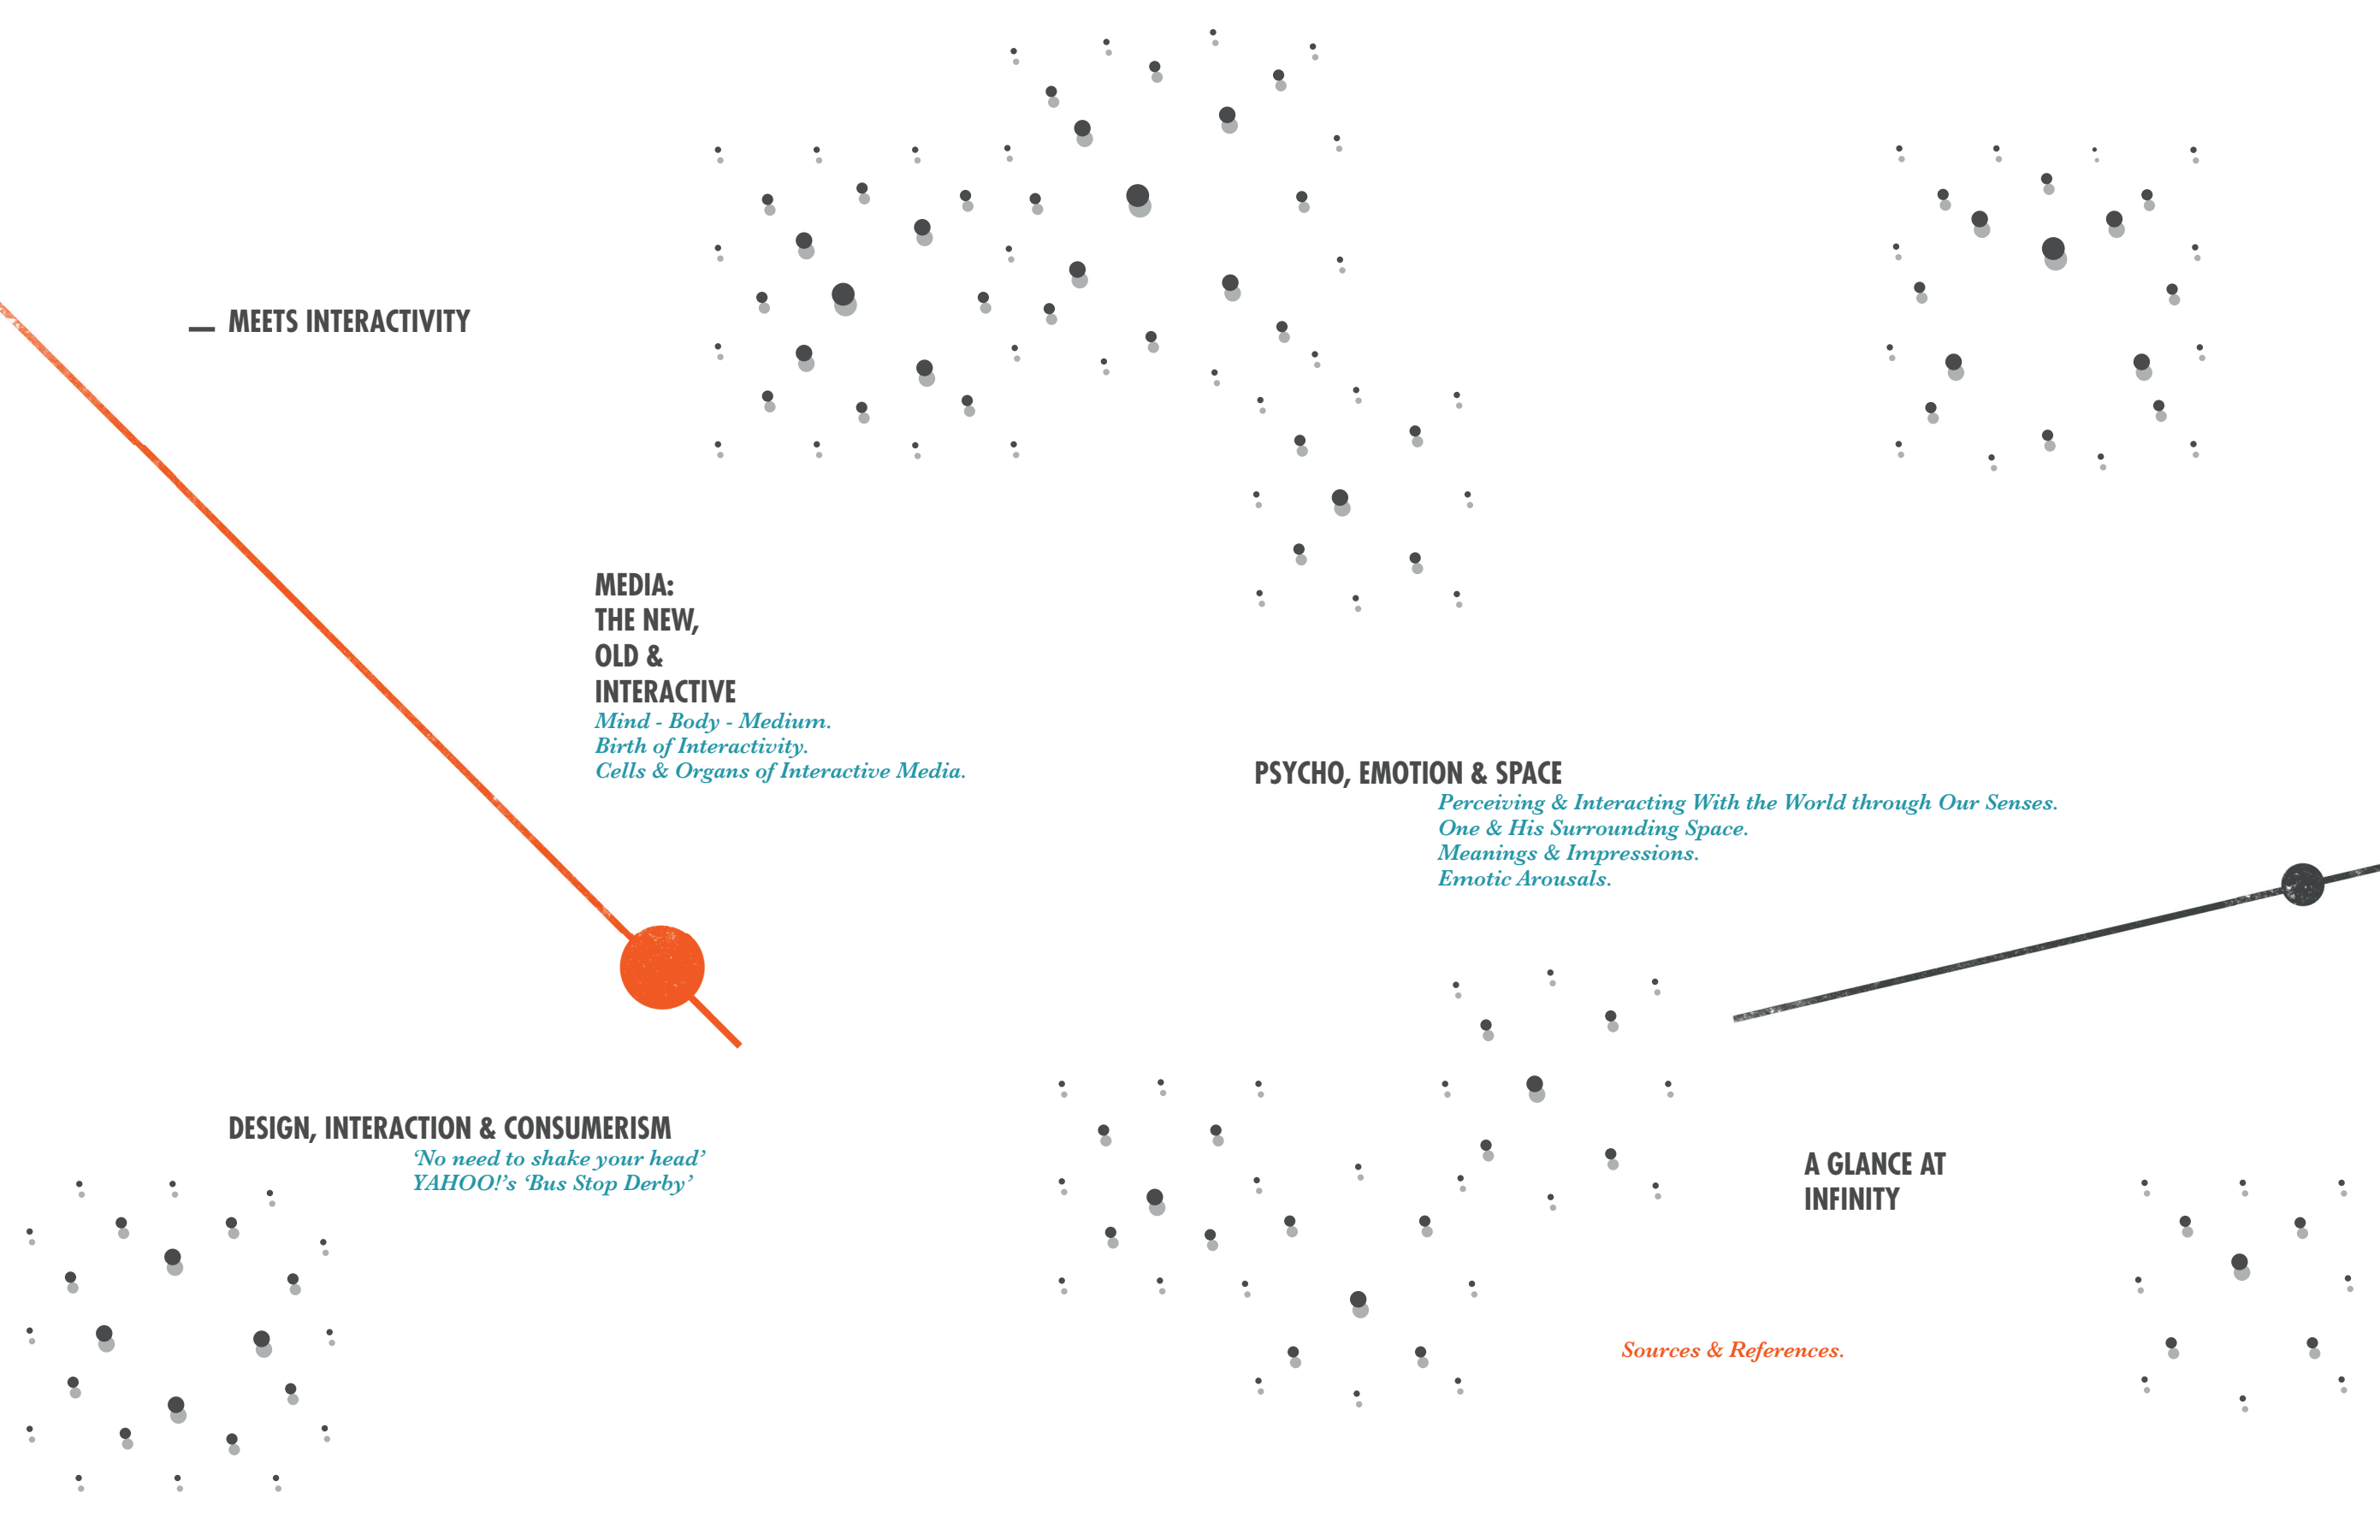 — MEETS INTERACTIVITY
MEDIA:
THE NEW,
OLD &
INTERACTIVE
Mind - Body - Medium.
Birth of Interactivity.
Cells & Organs of Interactive Media.
PSYCHO, EMOTION & SPACE
Perceiving & Interacting With the World through Our Senses.
One & His Surrounding Space.
Meanings & Impressions.
Emotic Arousals.
DESIGN, INTERACTION & CONSUMERISM
‘No need to shake your head’
YAHOO!’s ‘Bus Stop Derby’
A GLANCE AT
INFINITY
Sources & References.